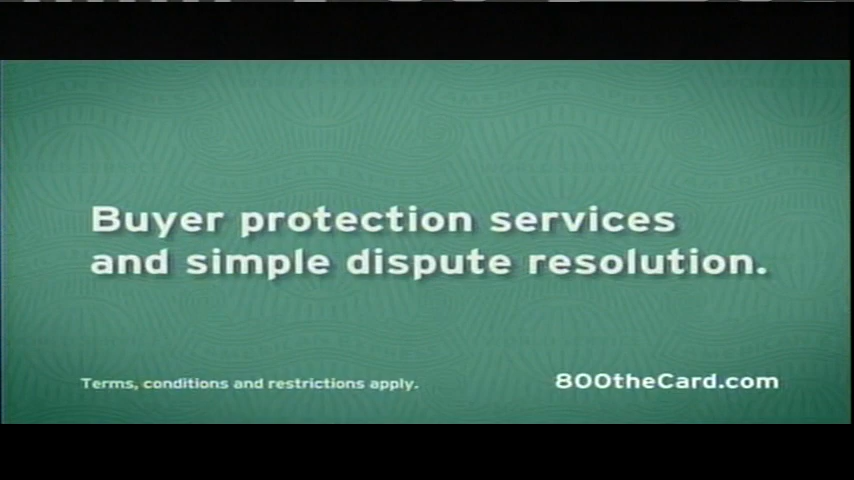 Buyer protection services
and simple dispute resolution.
Terms, conditions and restrictions apply.
800theCard.com